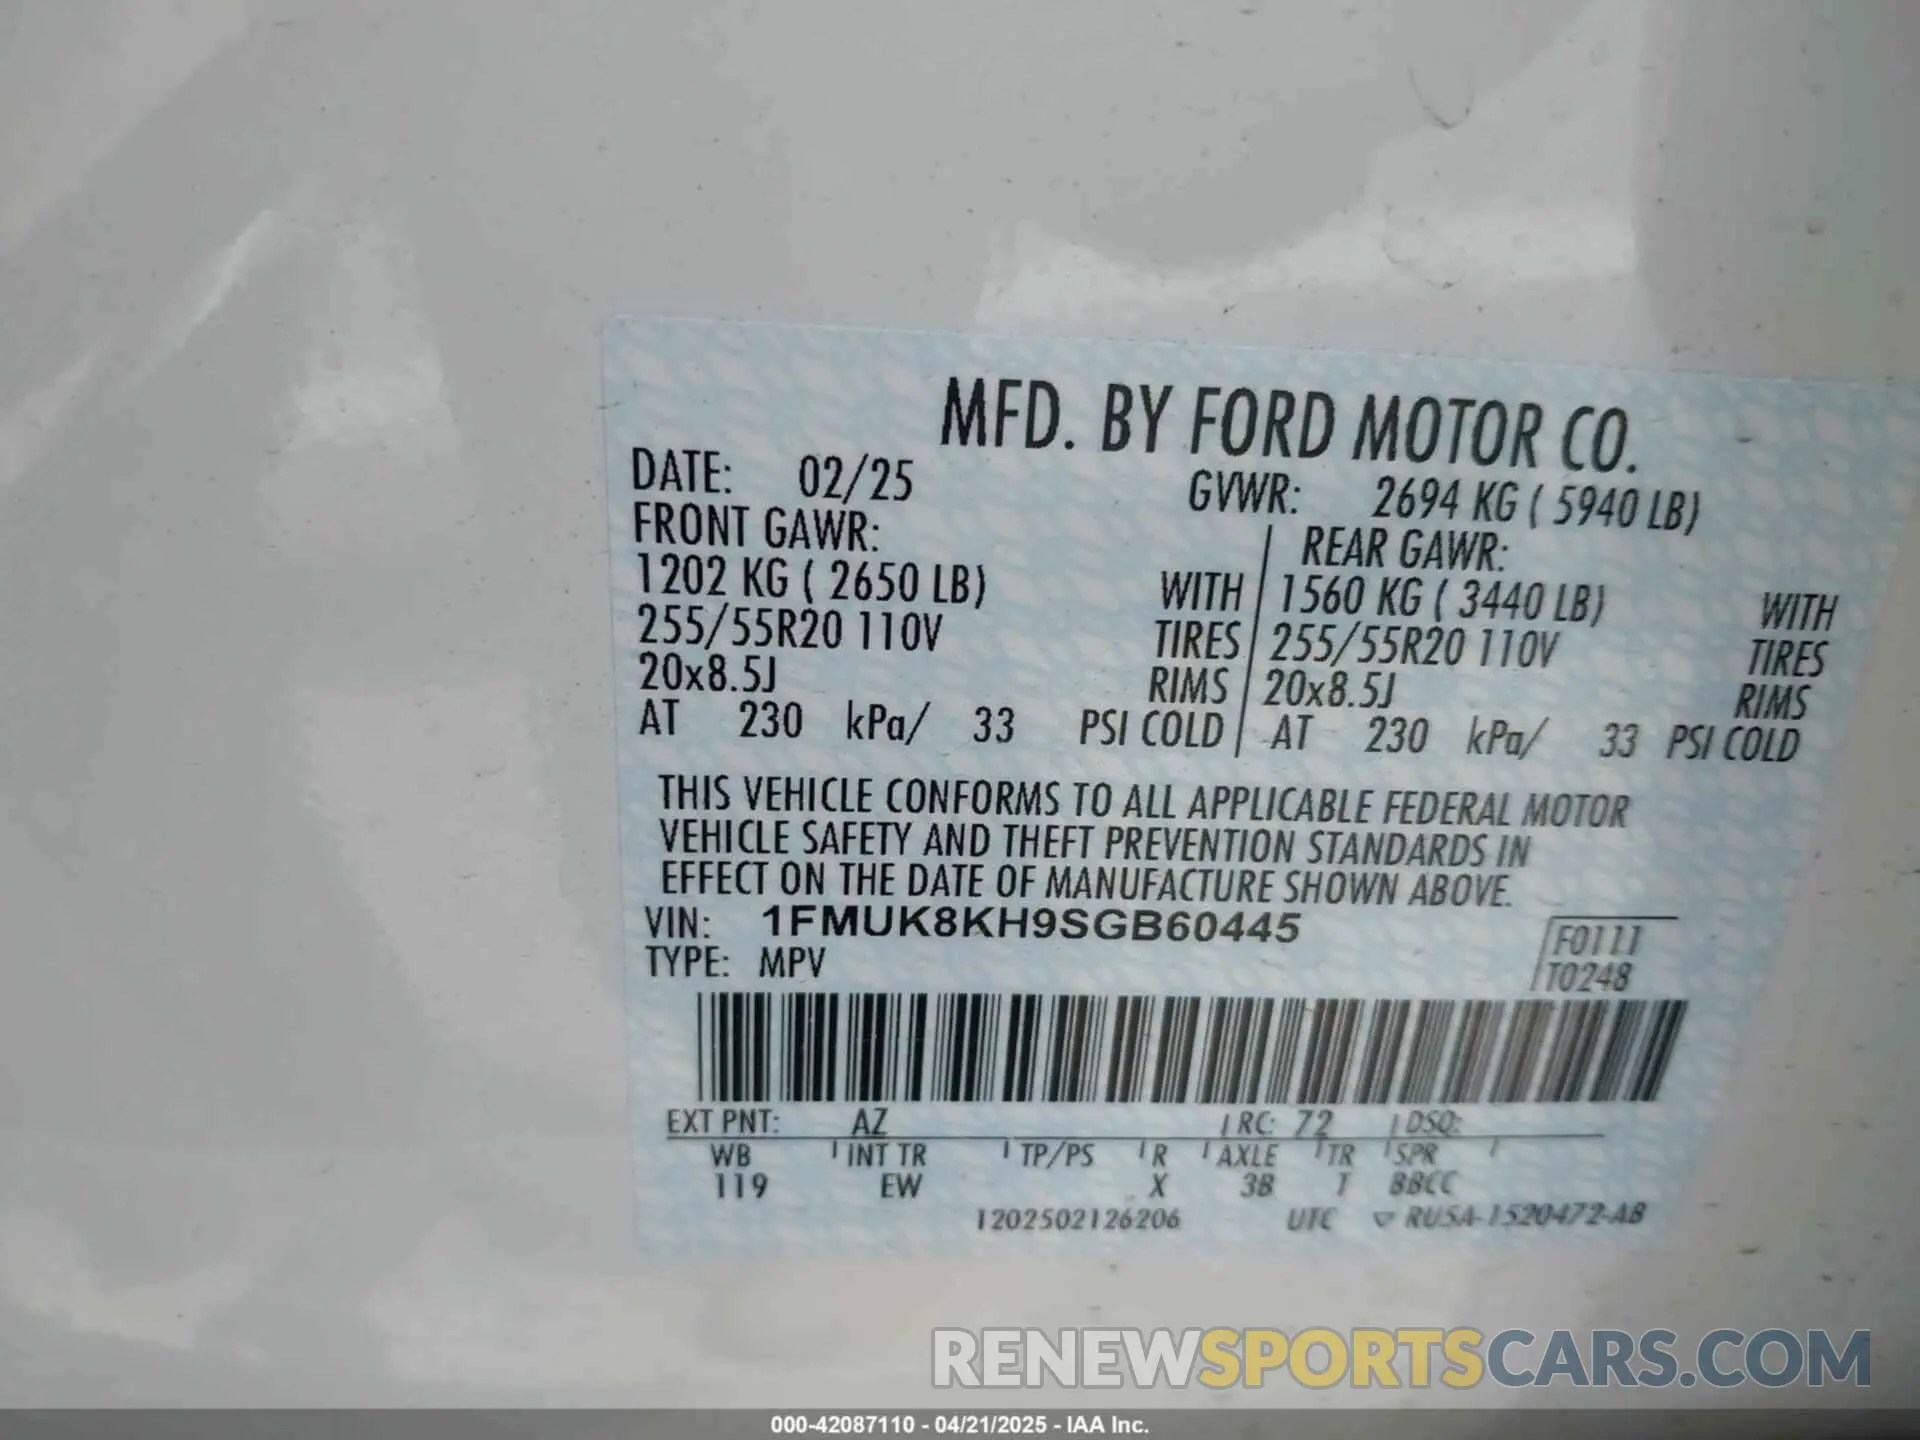 MFD. BY FORD MOTOR CO.
DATE: 02/25 GVWR: 2694 KG ( 5940 LB)
FRONT GAWR: REAR GAWR:
1202 KG ( 2650 LB) WITH 1560 KG ( 3440 LB) WITH
255/55R20 110V TIRES 255/55R20 110V TIRES
20x8.5J RIMS 20x8.5J RIMS
AT 230 kPa/ 33 PSI COLD AT 230 kPa/ 33 PSI COLD
THIS VEHICLE CONFORMS TO ALL APPLICABLE FEDERAL MOTOR
VEHICLE SAFETY AND THEFT PREVENTION STANDARDS IN
EFFECT ON THE DATE OF MANUFACTURE SHOWN ABOVE.
VIN: 1FMUK8KH9SGB60445
F0111
TYPE: MPV
T0248
EXT PNT: AZ RC: 72 DSO:
WB INT TR TP/PS R AXLE TR SPR
119 EW X 3B T BBCC
1202502126206 UTC RUSA-1520472-AB
RENEWSPORTSCARS.COM
000-42087110 - 04/21/2025 - IAA Inc.